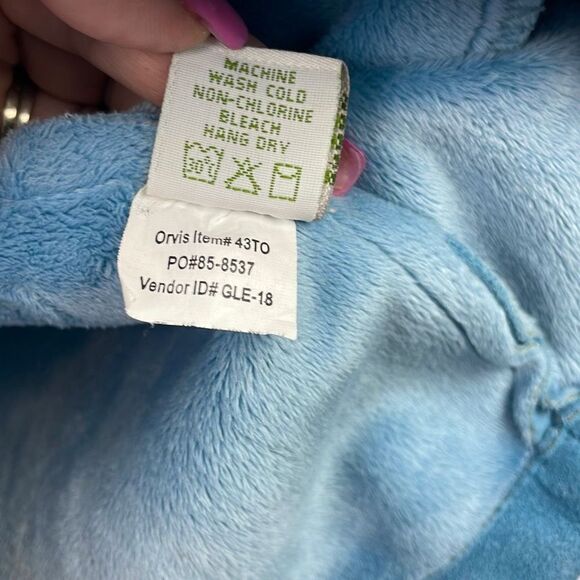 MACHINE
WASH COLD
NON-CHLORINE
BLEACH
HANG DRY
30°
Orvis Item# 43TO
PO#85-8537
Vendor ID# GLE-18